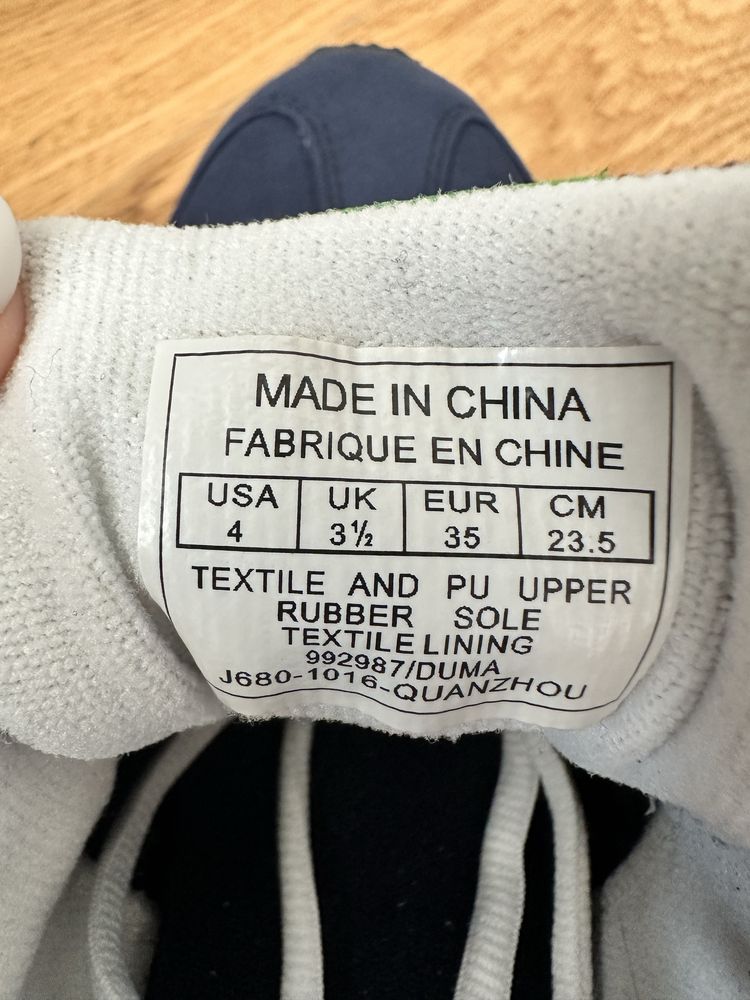 MADE IN CHINA
FABRIQUE EN CHINE
USA UK EUR CM
4 3½ 35 23.5
TEXTILE AND PU UPPER
RUBBER SOLE
TEXTILE LINING
992987/DUMA
J680-1016-QUANZHOU